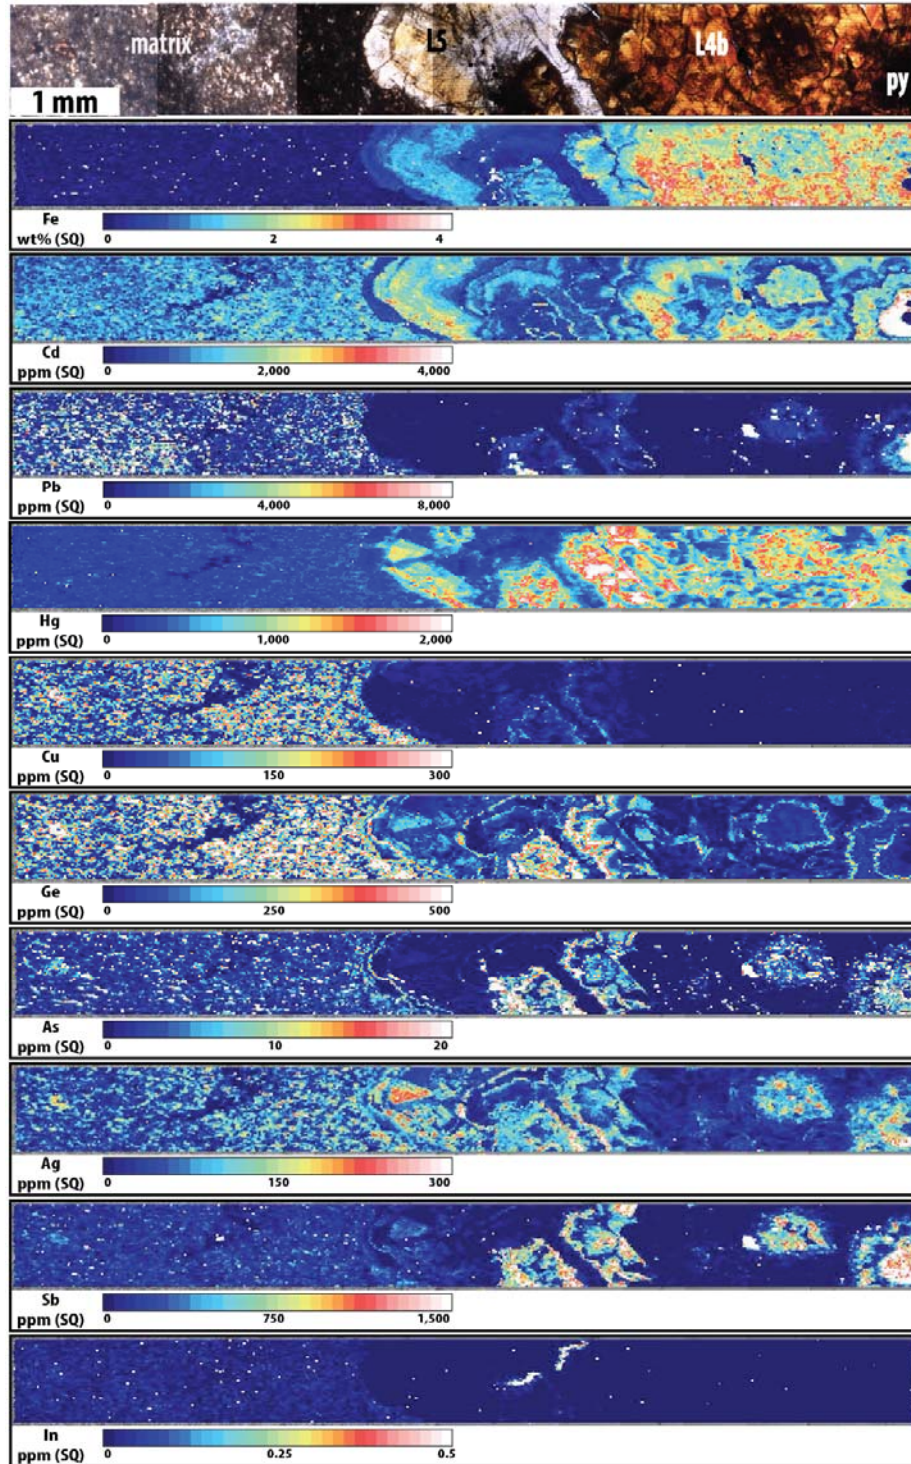 matrix L5 L4b py
1 mm
Fe
wt% (SQ) 0 2 4
Cd
ppm (SQ) 0 2,000 4,000
Pb
ppm (SQ) 0 4,000 8,000
Hg
ppm (SQ) 0 1,000 2,000
Cu
ppm (SQ) 0 150 300
Ge
ppm (SQ) 0 250 500
As
ppm (SQ) 0 10 20
Ag
ppm (SQ) 0 150 300
Sb
ppm (SQ) 0 750 1,500
In
ppm (SQ) 0 0.25 0.5